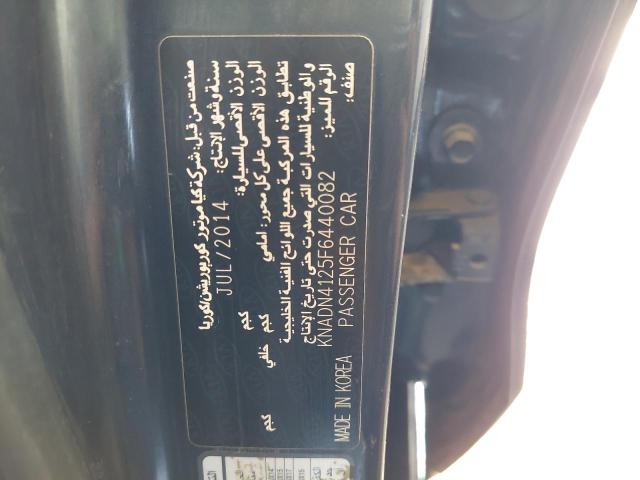 صنعت من قبل: شركة كيا موتورز كوربوريشن/كوريا
سنة وشهر الإنتاج: JUL/2014
الوزن الأقصى للسيارة: كجم
الوزن الأقصى على كل محور: امامي كجم خلفي كجم
تطابق هذه المركبة جميع اللوائح الفنية الخليجية
والوطنية للسيارات التي صدرت حتى تاريخ الإنتاج
الرقم المميز: KNADN4125F6440082
صنف: PASSENGER CAR
MADE IN KOREA